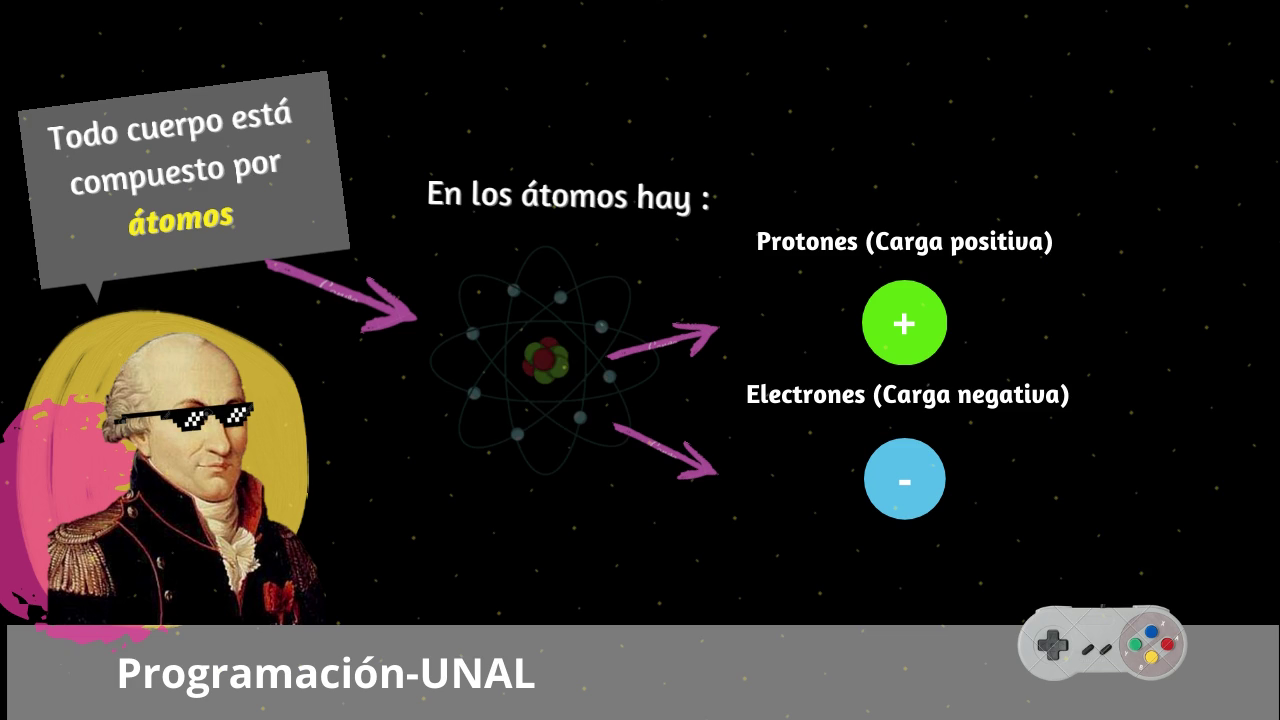 Todo cuerpo está
compuesto por
átomos
En los átomos hay :
Protones (Carga positiva)
+
Electrones (Carga negativa)
-
Programación-UNAL